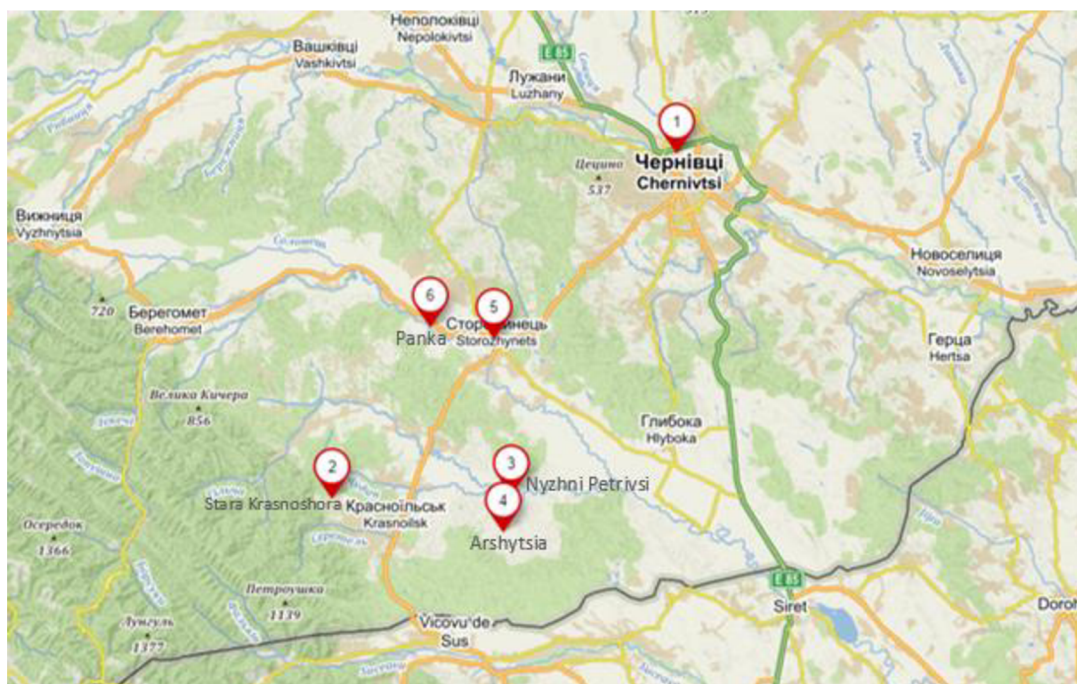 Неполоківці
Nepolokivtsi
Вашківці
Vashkivtsi
E 85
Лужани
Luzhany
1
Чернівці
Chernivtsi
Цецино
537
Вижниця
Vyzhnytsia
Новоселиця
Novoselytsia
720
Берегомет
Berehomet
6
5
Panka
Storozhynets
Герца
Hertsa
Велика Кичера
856
Глибока
Hlyboka
2
3
Nyzhni Petrivsi
4
Stara Krasnoshora
Красноїльськ
Krasnoilsk
Arshytsia
Осередок
1366
Петроушка
1139
E 85
Siret
Doroh
Лунгуль
1377
Vicovu de
Sus